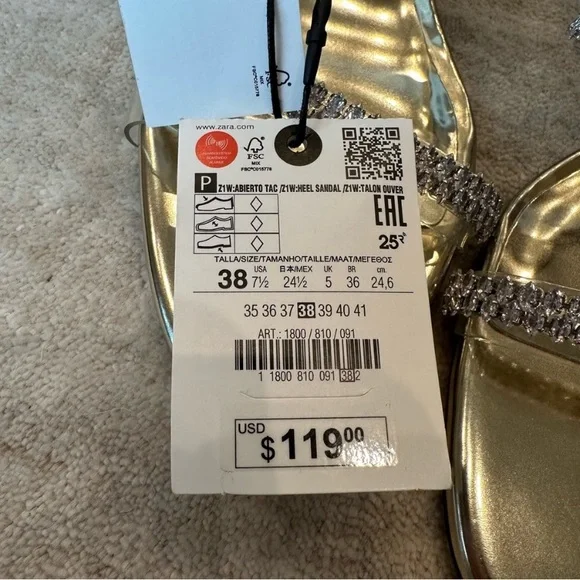 MIX
www.zara.com
FSC
MIX
P Z1W:ABIERTO TAC /Z1W:HEEL SANDAL /Z1W:TALON OUVER
EAC
TALLA/SIZE/TAMANHO/TAILLE/MAAT/ΜΕΓΕΘΟΣ
USA 日本/MEX UK BR cm.
38 7½ 24½ 5 36 24,6
35 36 37 38 39 40 41
ART.: 1800 / 810 / 091
1 1800 810 091 38 2
USD
$ 119.00